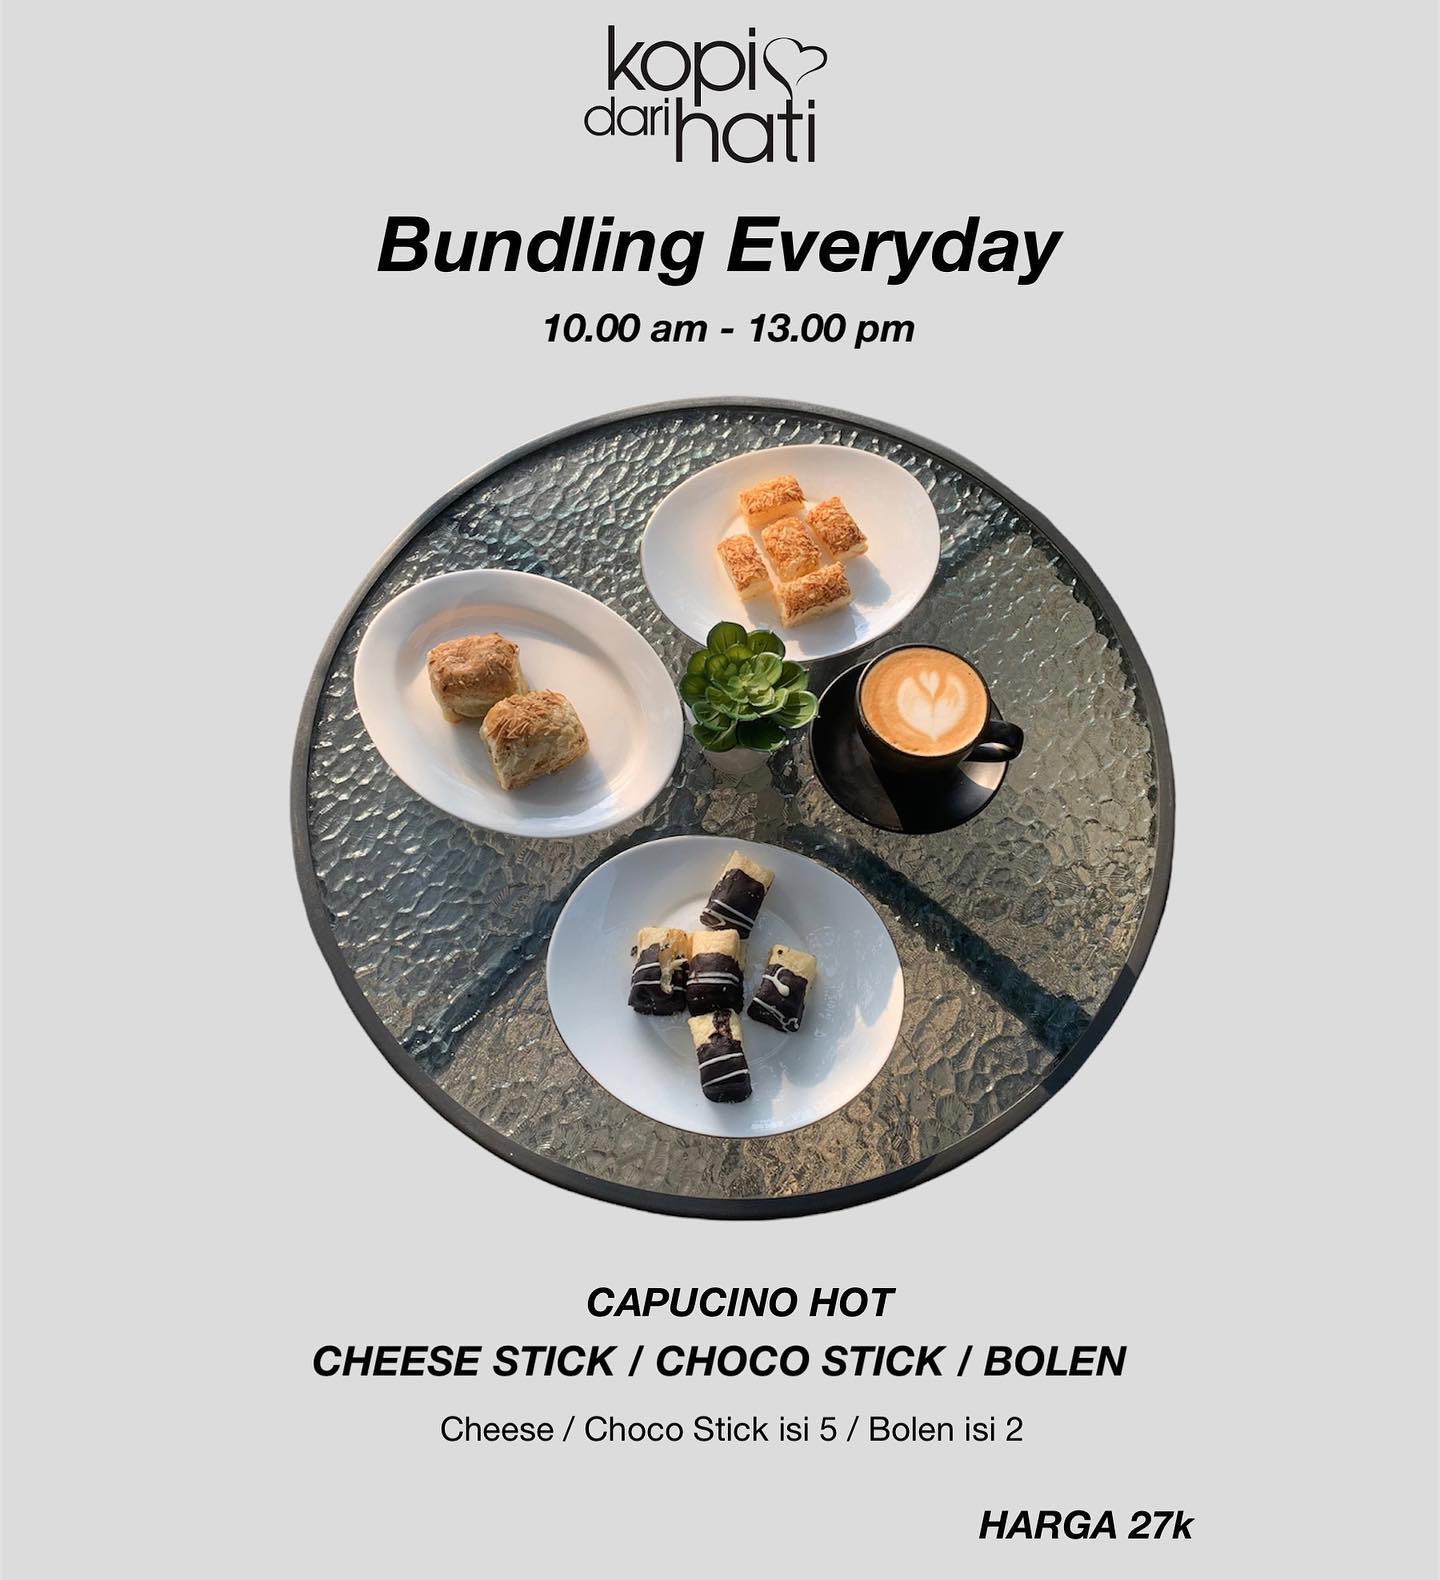 kopi
dari hati
Bundling Everyday
10.00 am - 13.00 pm
CAPUCINO HOT
CHEESE STICK / CHOCO STICK / BOLEN
Cheese / Choco Stick isi 5 / Bolen isi 2
HARGA 27k